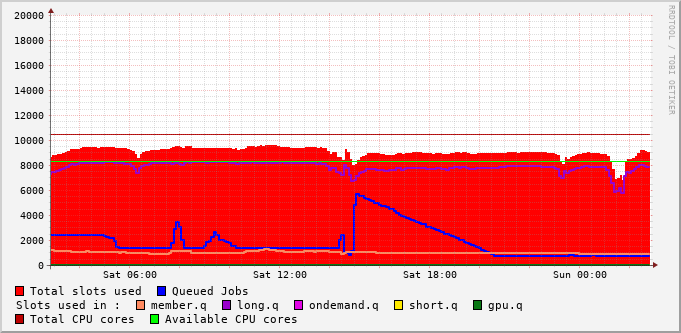 20000
18000
16000
14000
12000
10000
8000
6000
4000
2000
0
Sat 06:00 Sat 12:00 Sat 18:00 Sun 00:00
RRDTOOL / TOBI OETIKER
Total slots used Queued Jobs
Slots used in : member.q long.q ondemand.q short.q gpu.q
Total CPU cores Available CPU cores